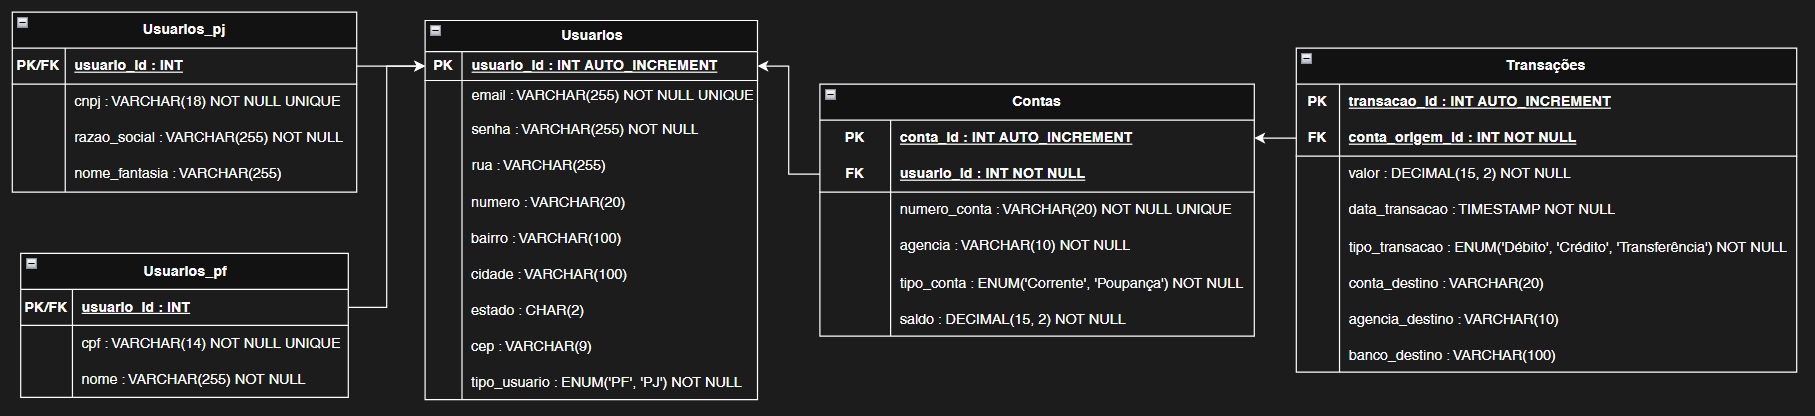 Usuarios_pj
PK/FK usuario_id : INT
cnpj : VARCHAR(18) NOT NULL UNIQUE
razao_social : VARCHAR(255) NOT NULL
nome_fantasia : VARCHAR(255)
Usuarios_pf
PK/FK usuario_id : INT
cpf : VARCHAR(14) NOT NULL UNIQUE
nome : VARCHAR(255) NOT NULL
Usuarios
PK usuario_id : INT AUTO_INCREMENT
email : VARCHAR(255) NOT NULL UNIQUE
senha : VARCHAR(255) NOT NULL
rua : VARCHAR(255)
numero : VARCHAR(20)
bairro : VARCHAR(100)
cidade : VARCHAR(100)
estado : CHAR(2)
cep : VARCHAR(9)
tipo_usuario : ENUM('PF', 'PJ') NOT NULL
Contas
PK conta_id : INT AUTO_INCREMENT
FK usuario_id : INT NOT NULL
numero_conta : VARCHAR(20) NOT NULL UNIQUE
agencia : VARCHAR(10) NOT NULL
tipo_conta : ENUM('Corrente', 'Poupança') NOT NULL
saldo : DECIMAL(15, 2) NOT NULL
Transações
PK transacao_id : INT AUTO_INCREMENT
FK conta_origem_id : INT NOT NULL
valor : DECIMAL(15, 2) NOT NULL
data_transacao : TIMESTAMP NOT NULL
tipo_transacao : ENUM('Débito', 'Crédito', 'Transferência') NOT NULL
conta_destino : VARCHAR(20)
agencia_destino : VARCHAR(10)
banco_destino : VARCHAR(100)